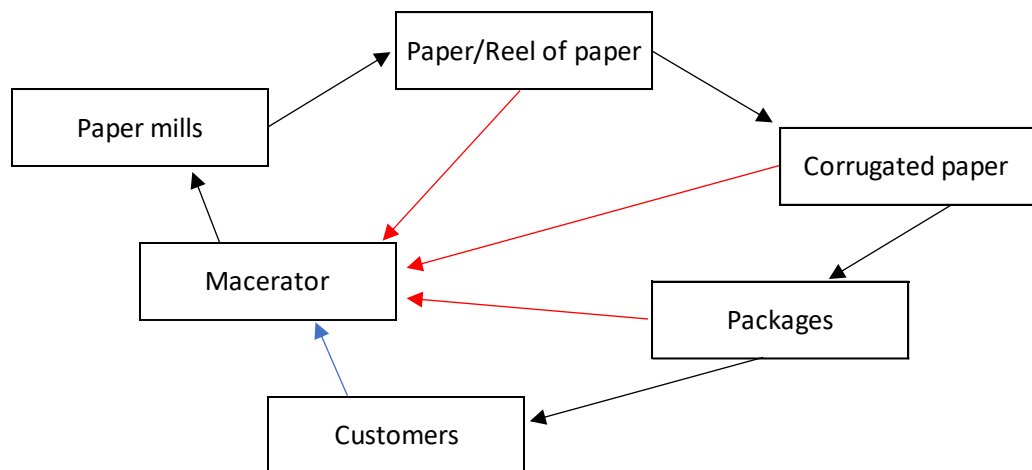 Paper/Reel of paper
Paper mills
Corrugated paper
Macerator
Packages
Customers